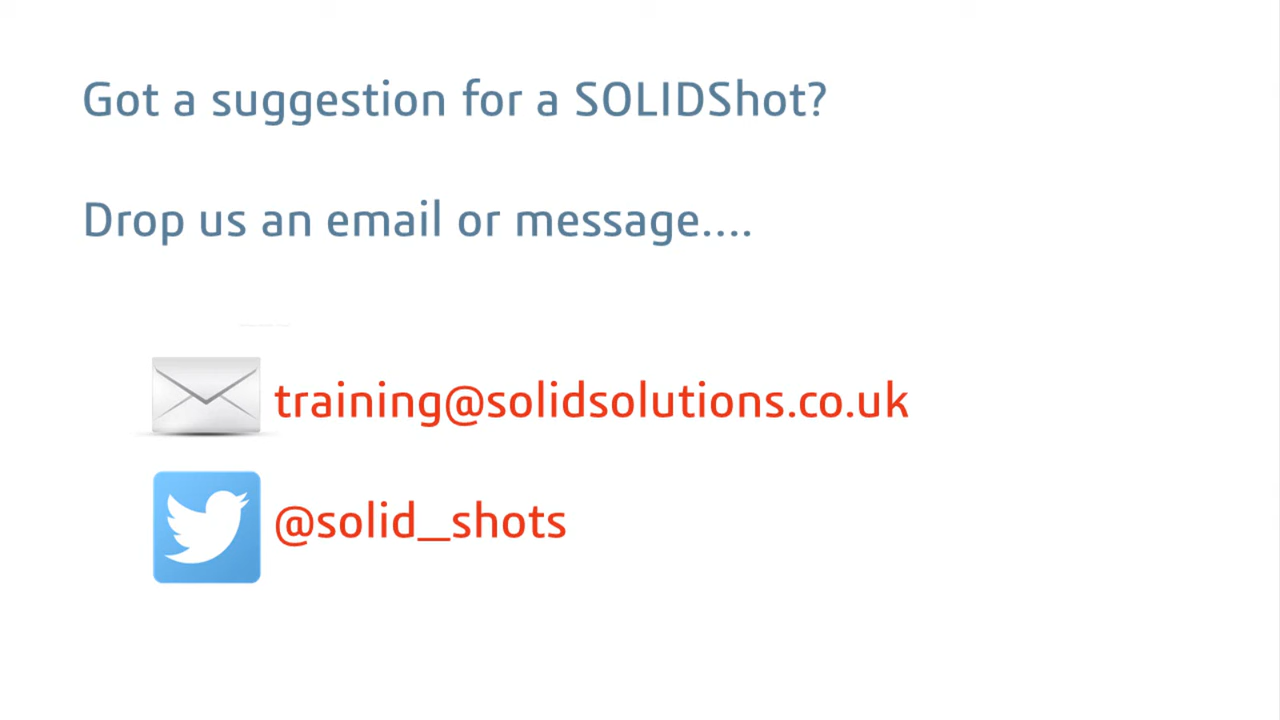 Got a suggestion for a SOLIDShot?
Drop us an email or message....
training@solidsolutions.co.uk
@solid_shots